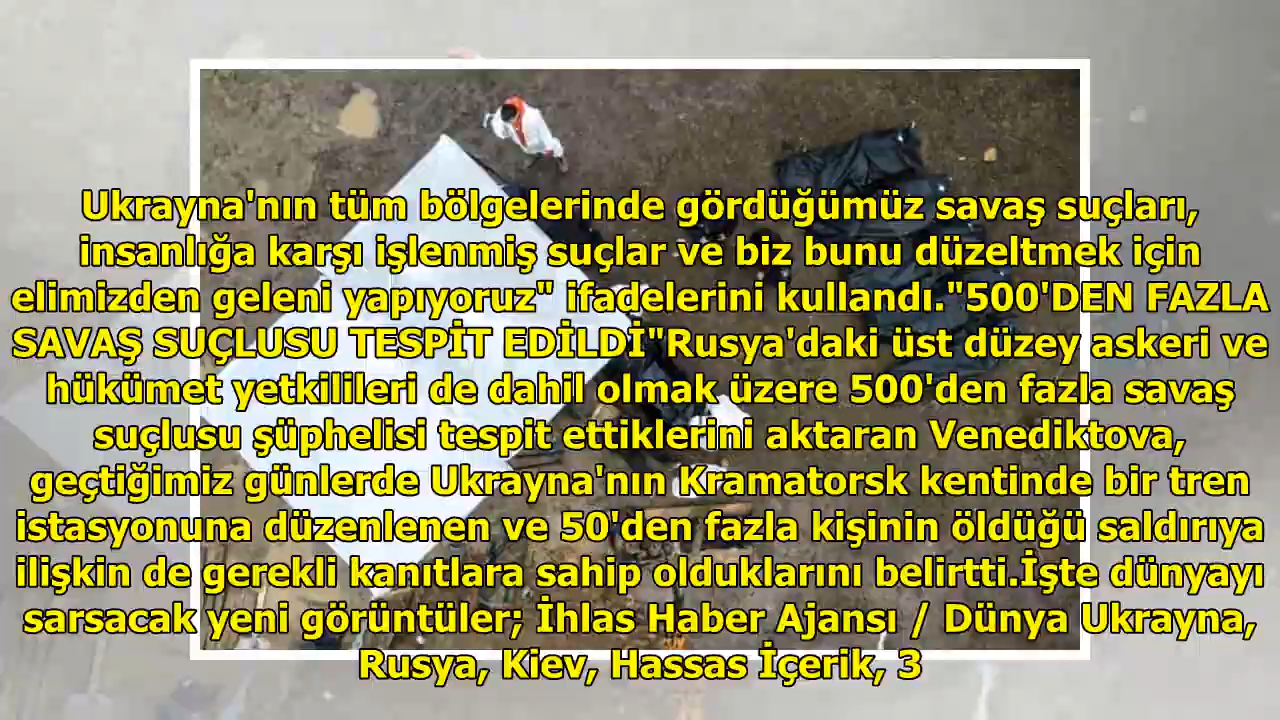 Ukrayna'nın tüm bölgelerinde gördüğümüz savaş suçları,
insanlığa karşı işlenmiş suçlar ve biz bunu düzeltmek için
elimizden geleni yapıyoruz" ifadelerini kullandı."500'DEN FAZLA
SAVAŞ SUÇLUSU TESPİT EDİLDİ"Rusya'daki üst düzey askeri ve
hükümet yetkilileri de dahil olmak üzere 500'den fazla savaş
suçlusu şüphelisi tespit ettiklerini aktaran Venediktova,
geçtiğimiz günlerde Ukrayna'nın Kramatorsk kentinde bir tren
istasyonuna düzenlenen ve 50'den fazla kişinin öldüğü saldırıya
ilişkin de gerekli kanıtlara sahip olduklarını belirtti.İşte dünyayı
sarsacak yeni görüntüler; İhlas Haber Ajansı / Dünya Ukrayna,
Rusya, Kiev, Hassas İçerik, 3